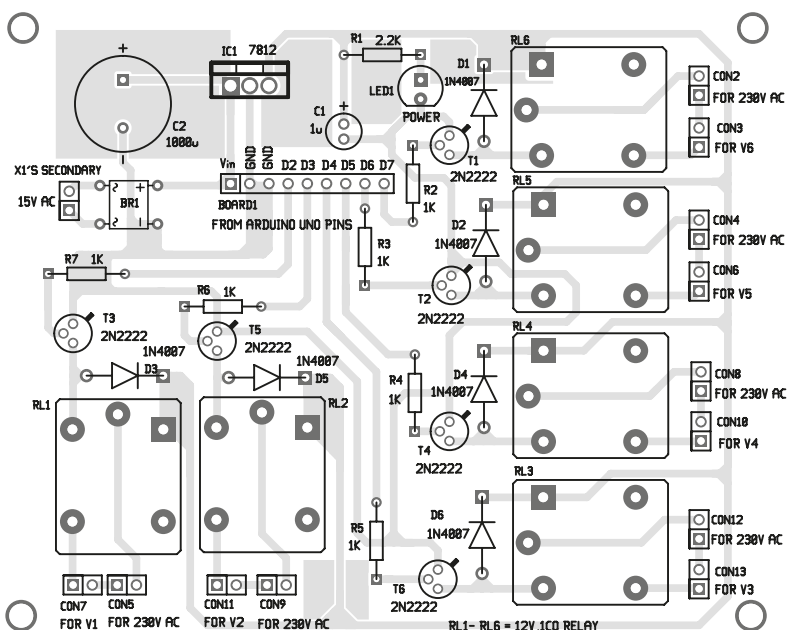 R1 2.2K
RL6
IC1 7812
D1
1N4007
CON2
FOR 230V AC
LED1
C1
1u
POWER
C2
1000u
CON3
FOR V6
T1
2N2222
Vin GND GND D2 D3 D4 D5 D6 D7
X1'S SECONDARY
15V AC
BR1
BOARD1
FROM ARDUINO UNO PINS
R2
1K
RL5
CON4
FOR 230V AC
D2
1N4007
R3
1K
R7 1K
CON6
FOR V5
T2
2N2222
R6 1K
T3
2N2222
T5
2N2222
RL4
1N4007
D3
1N4007
D5
R4
1K
D4
1N4007
CON8
FOR 230V AC
RL1
RL2
CON10
FOR V4
T4
2N2222
RL3
D6
1N4007
CON12
FOR 230V AC
R5
1K
CON13
FOR V3
T6
2N2222
CON7
FOR V1
CON5
FOR 230V AC
CON11
FOR V2
CON9
FOR 230V AC
RL1- RL6 = 12V 1CO RELAY